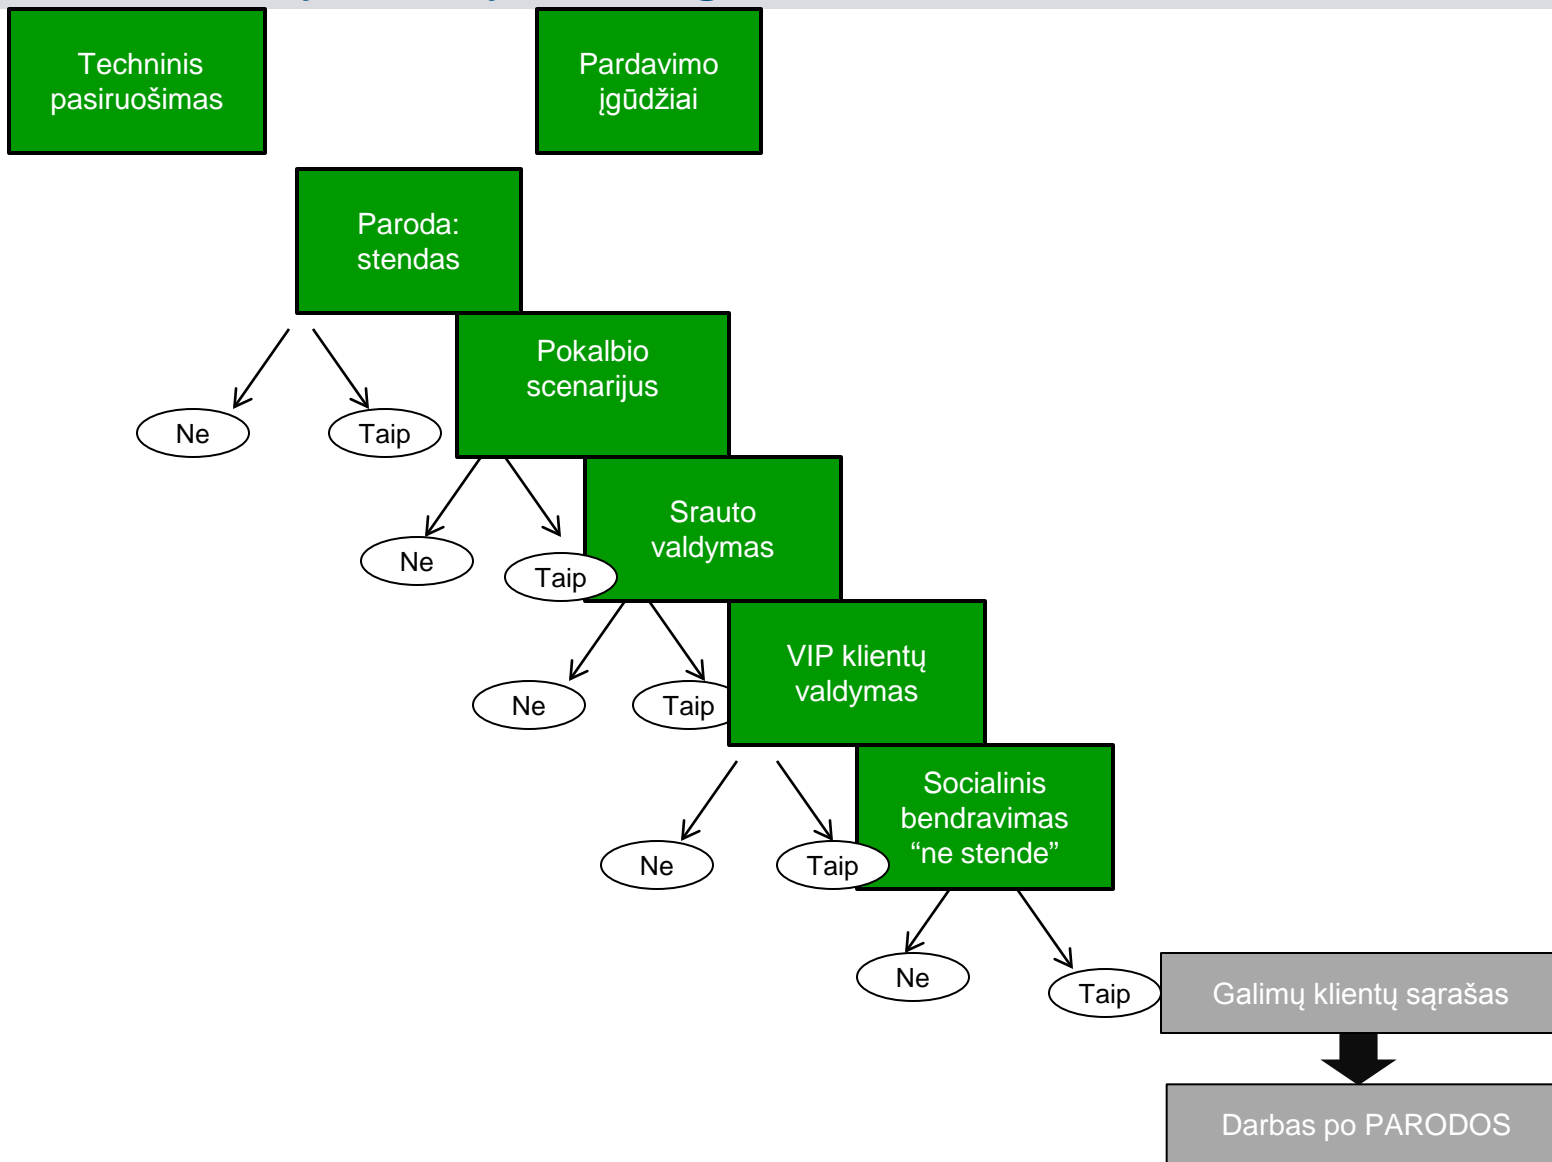 Techninis
pasiruošimas
Pardavimo
įgūdžiai
Paroda:
stendas
Pokalbio
scenarijus
Ne
Taip
Srauto
valdymas
Ne
Taip
VIP klientų
valdymas
Ne
Taip
Socialinis
bendravimas
“ne stende”
Ne
Taip
Ne
Taip
Galimų klientų sąrašas
Darbas po PARODOS